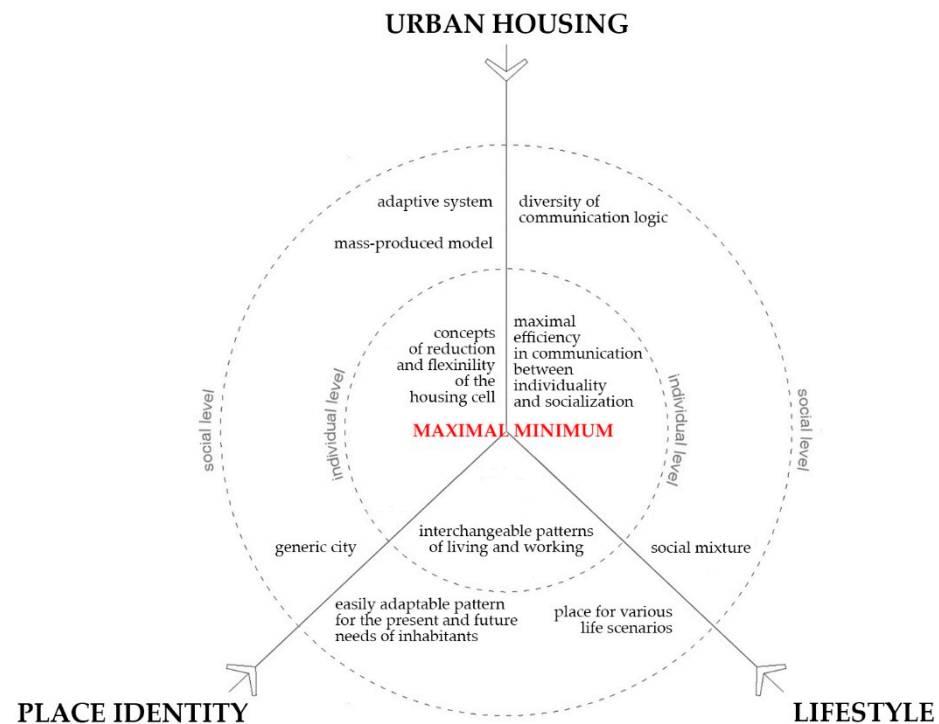 URBAN HOUSING
adaptive system
mass-produced model
diversity of
communication logic
concepts
of reduction
and flexinility
of the
housing cell
maximal
efficiency
in communication
between
individuality
and socialization
social level
individual level
individual level
social level
MAXIMAL MINIMUM
generic city
interchangeable patterns
of living and working
social mixture
easily adaptable pattern
for the present and future
needs of inhabitants
place for various
life scenarios
PLACE IDENTITY
LIFESTYLE